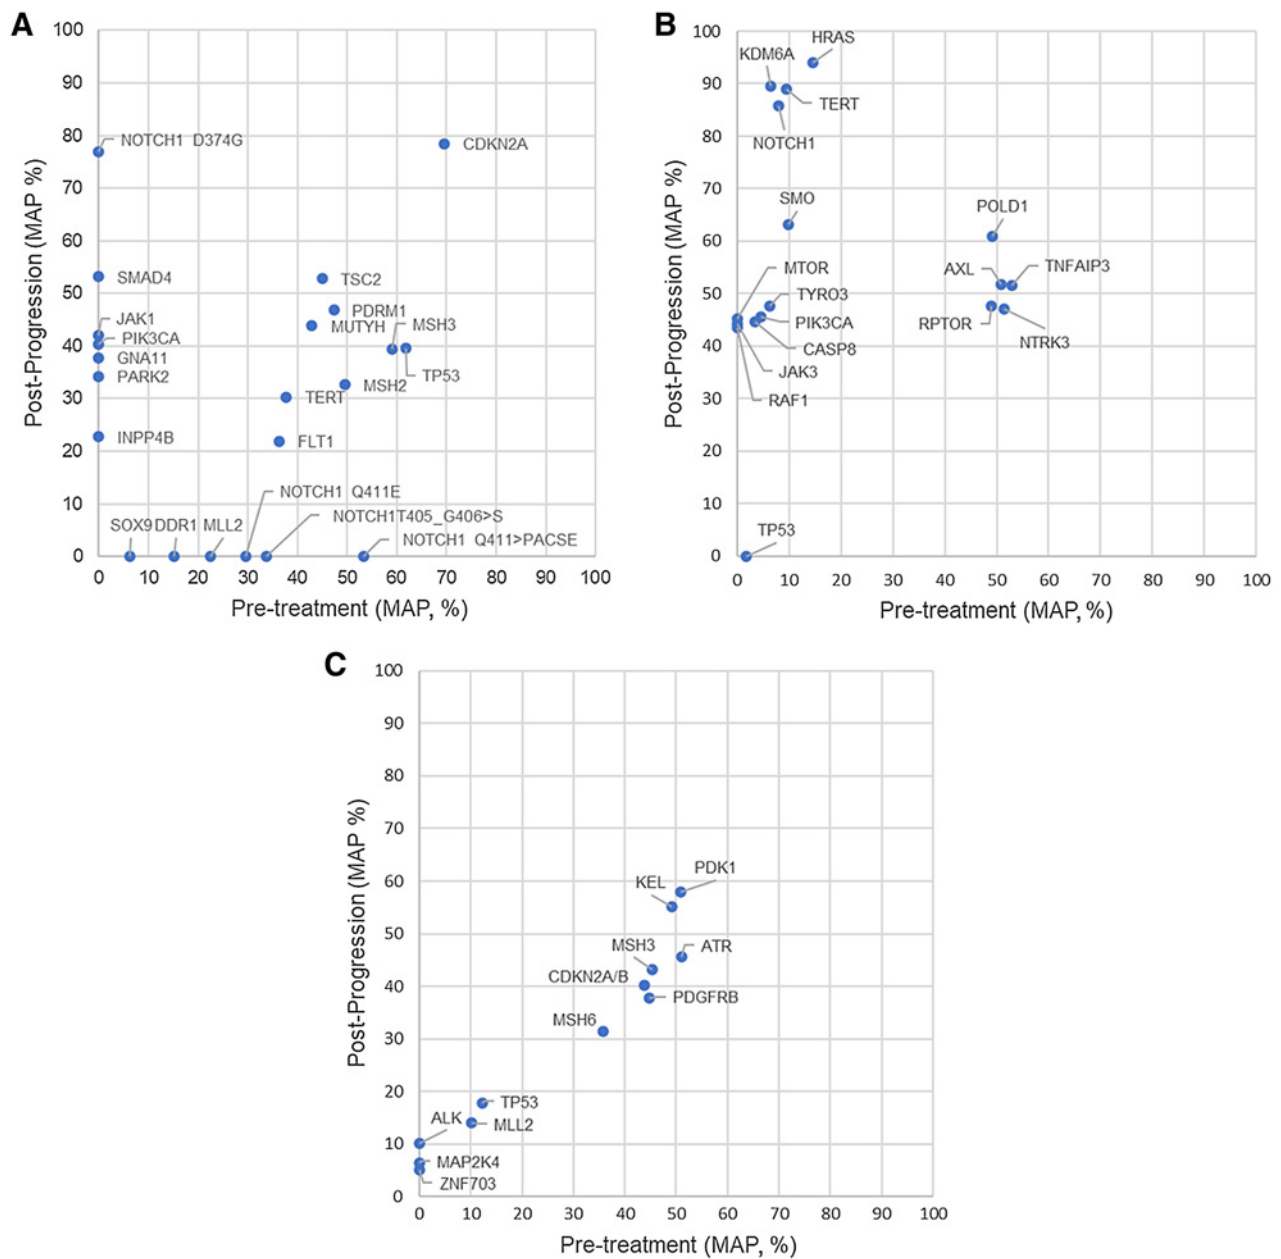 A
100
90
80
70
60
50
40
30
20
10
0
0 10 20 30 40 50 60 70 80 90 100
Post-Progression (MAP %)
Pre-treatment (MAP, %)
NOTCH1 D374G
CDKN2A
SMAD4
TSC2
JAK1
PDRM1
MUTYH
MSH3
PIK3CA
GNA11
PARK2
TP53
MSH2
TERT
INPP4B
FLT1
NOTCH1 Q411E
NOTCH1T405_G406>S
SOX9 DDR1 MLL2
NOTCH1 Q411>PACSE
B
100
90
80
70
60
50
40
30
20
10
0
0 10 20 30 40 50 60 70 80 90 100
Post-Progression (MAP %)
Pre-treatment (MAP, %)
HRAS
KDM6A
TERT
NOTCH1
SMO
POLD1
MTOR
AXL
TNFAIP3
TYRO3
PIK3CA
RPTOR
NTRK3
CASP8
JAK3
RAF1
TP53
C
100
90
80
70
60
50
40
30
20
10
0
0 10 20 30 40 50 60 70 80 90 100
Post-Progression (MAP %)
Pre-treatment (MAP, %)
PDK1
KEL
MSH3
ATR
CDKN2A/B
PDGFRB
MSH6
TP53
ALK
MLL2
MAP2K4
ZNF703